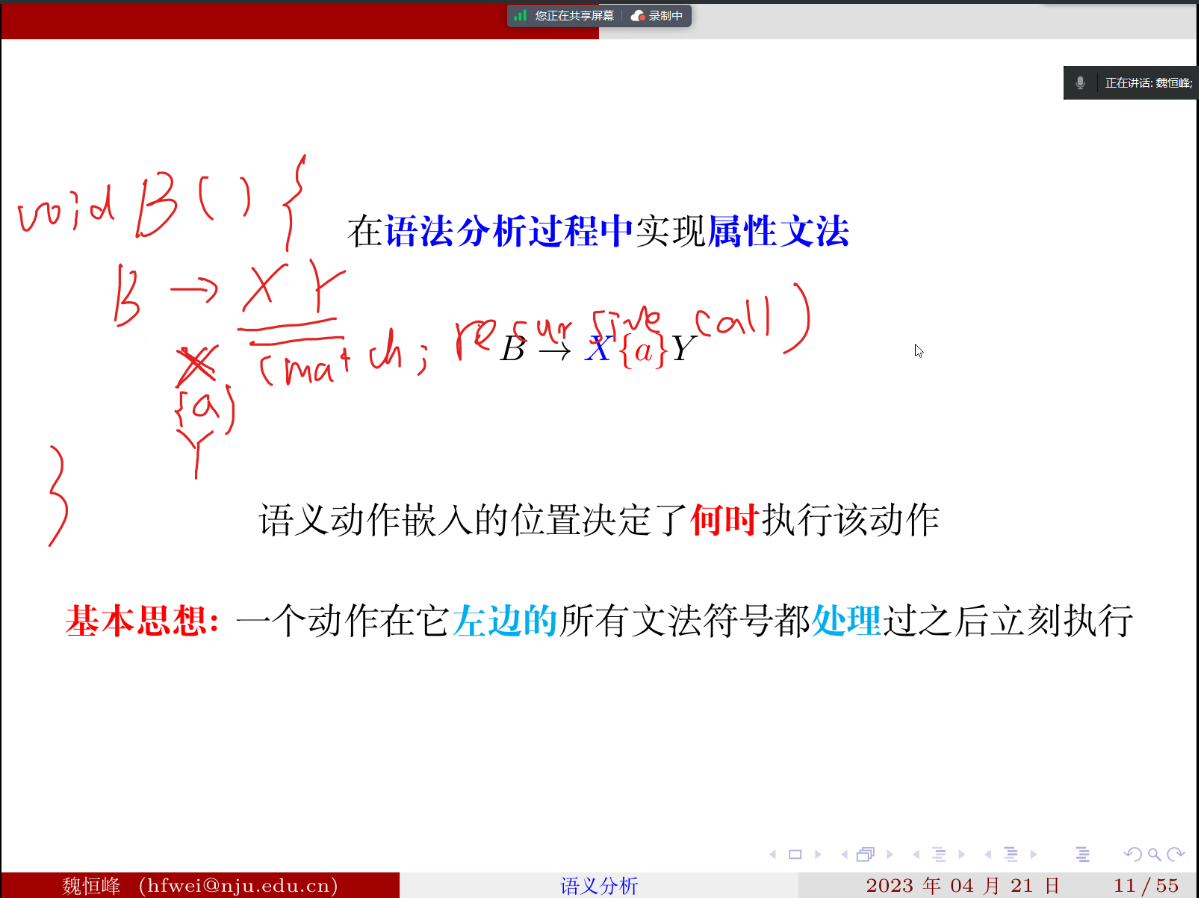 您正在共享屏幕 录制中
正在讲话: 魏恒峰;
void B() {
在语法分析过程中实现属性文法
B → X Y
(match; recursive call)
B → X{a}Y
X
{a}
Y
}
语义动作嵌入的位置决定了何时执行该动作
基本思想: 一个动作在它左边的所有文法符号都处理过之后立刻执行
魏恒峰 (hfwei@nju.edu.cn) 语义分析 2023 年 04 月 21 日 11 / 55